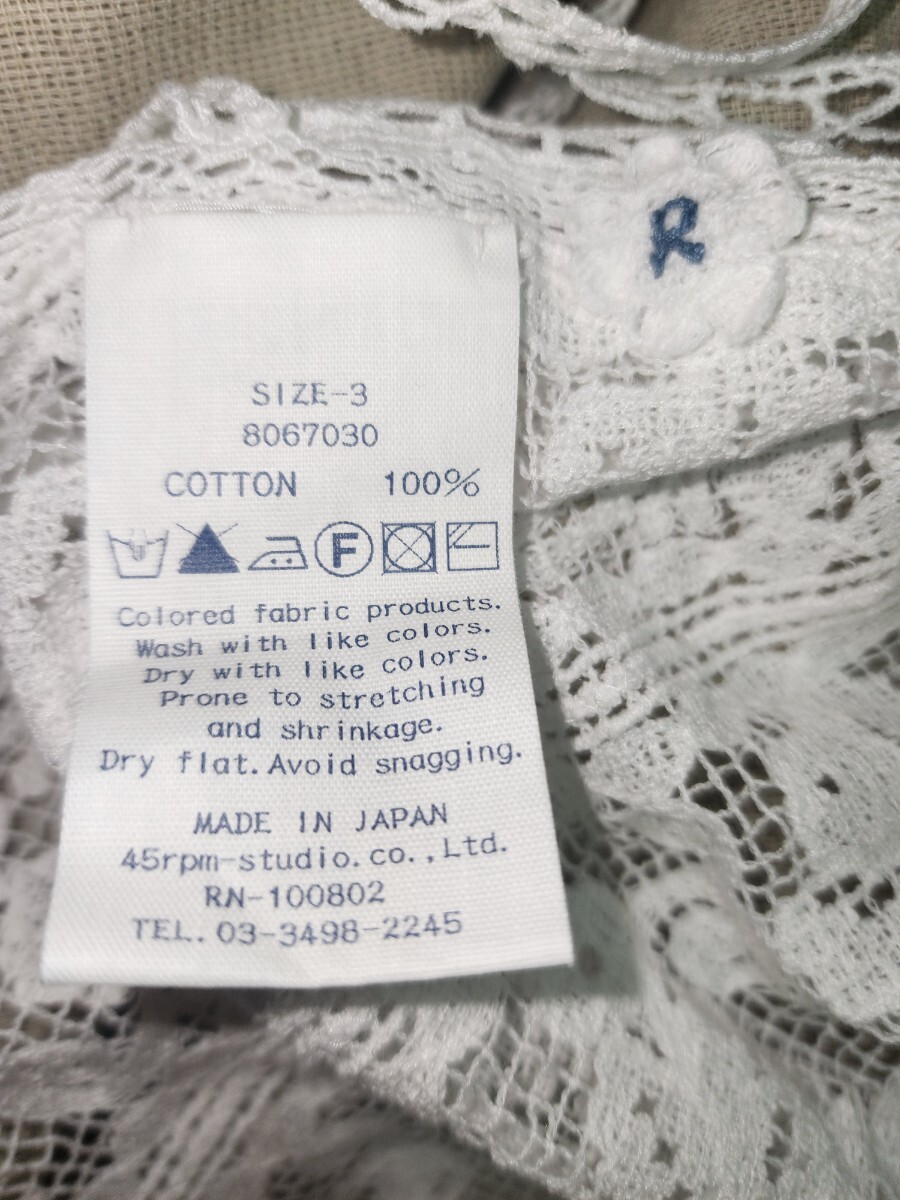 R
SIZE-3
8067030
COTTON 100%
F
Colored fabric products.
Wash with like colors.
Dry with like colors.
Prone to stretching
and shrinkage.
Dry flat. Avoid snagging.
MADE IN JAPAN
45rpm-studio.co.,Ltd.
RN-100802
TEL. 03-3498-2245